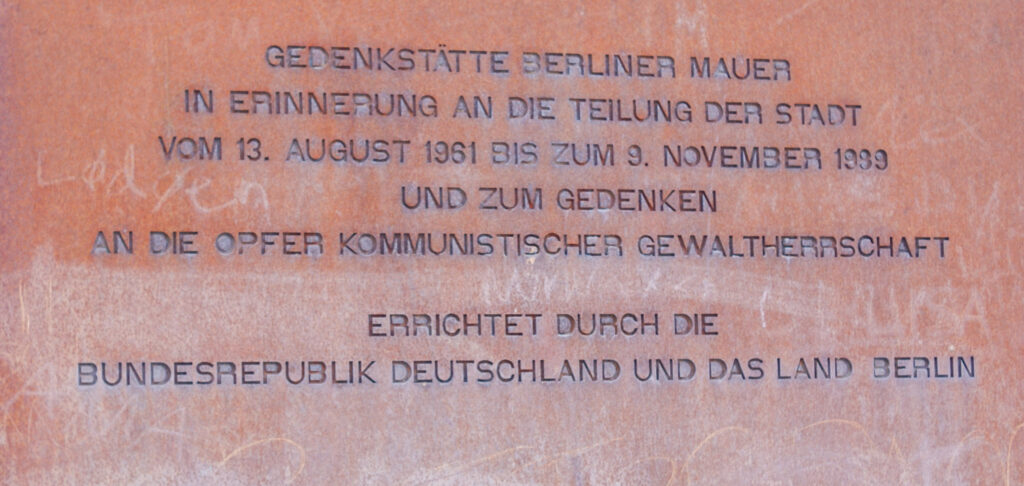 GEDENKSTÄTTE BERLINER MAUER
IN ERINNERUNG AN DIE TEILUNG DER STADT
VOM 13. AUGUST 1961 BIS ZUM 9. NOVEMBER 1989
UND ZUM GEDENKEN
AN DIE OPFER KOMMUNISTISCHER GEWALTHERRSCHAFT
ERRICHTET DURCH DIE
BUNDESREPUBLIK DEUTSCHLAND UND DAS LAND BERLIN